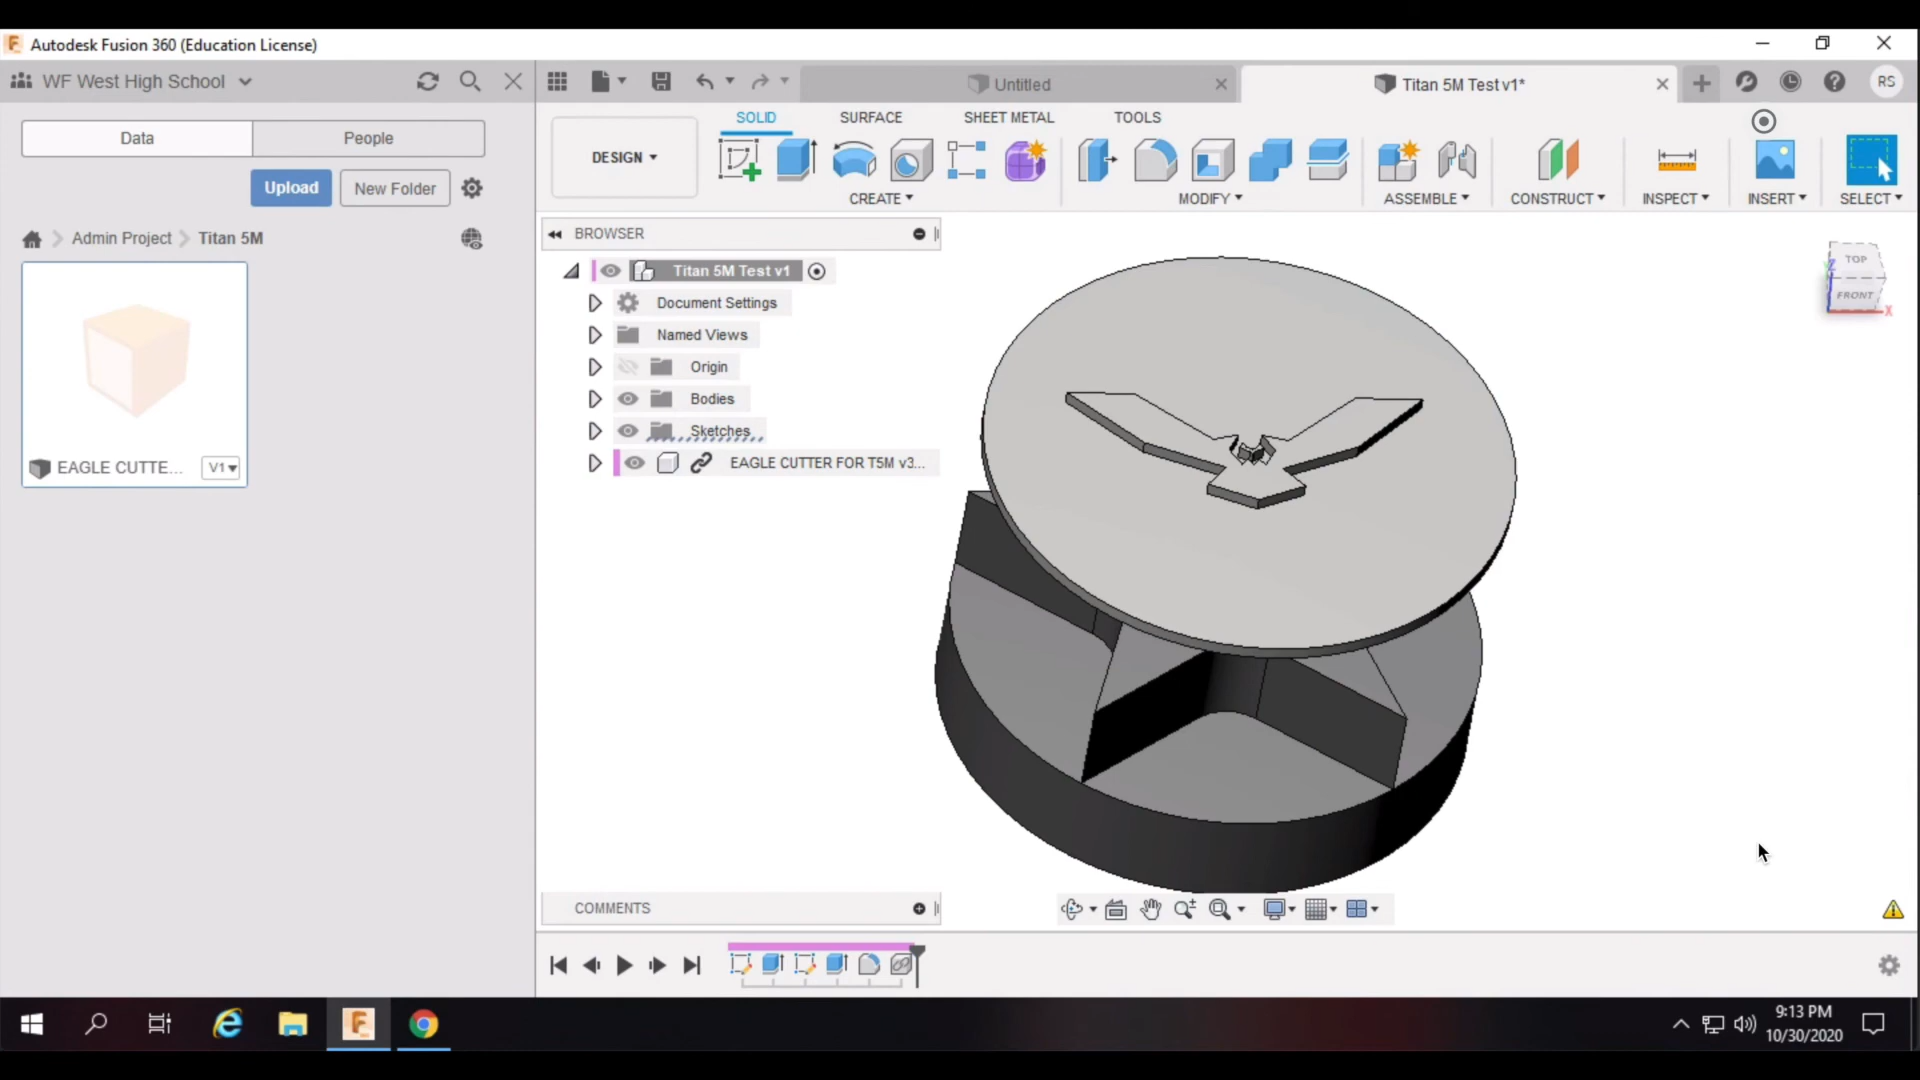 Autodesk Fusion 360 (Education License)
WF West High School
Untitled
Titan 5M Test v1*
RS
Data
People
Upload
New Folder
Admin Project
Titan 5M
EAGLE CUTTE...
V1
DESIGN
SOLID
SURFACE
SHEET METAL
TOOLS
CREATE
MODIFY
ASSEMBLE
CONSTRUCT
INSPECT
INSERT
SELECT
BROWSER
Titan 5M Test v1
Document Settings
Named Views
Origin
Bodies
Sketches
EAGLE CUTTER FOR T5M v3...
TOP
FRONT
Z
X
COMMENTS
9:13 PM
10/30/2020